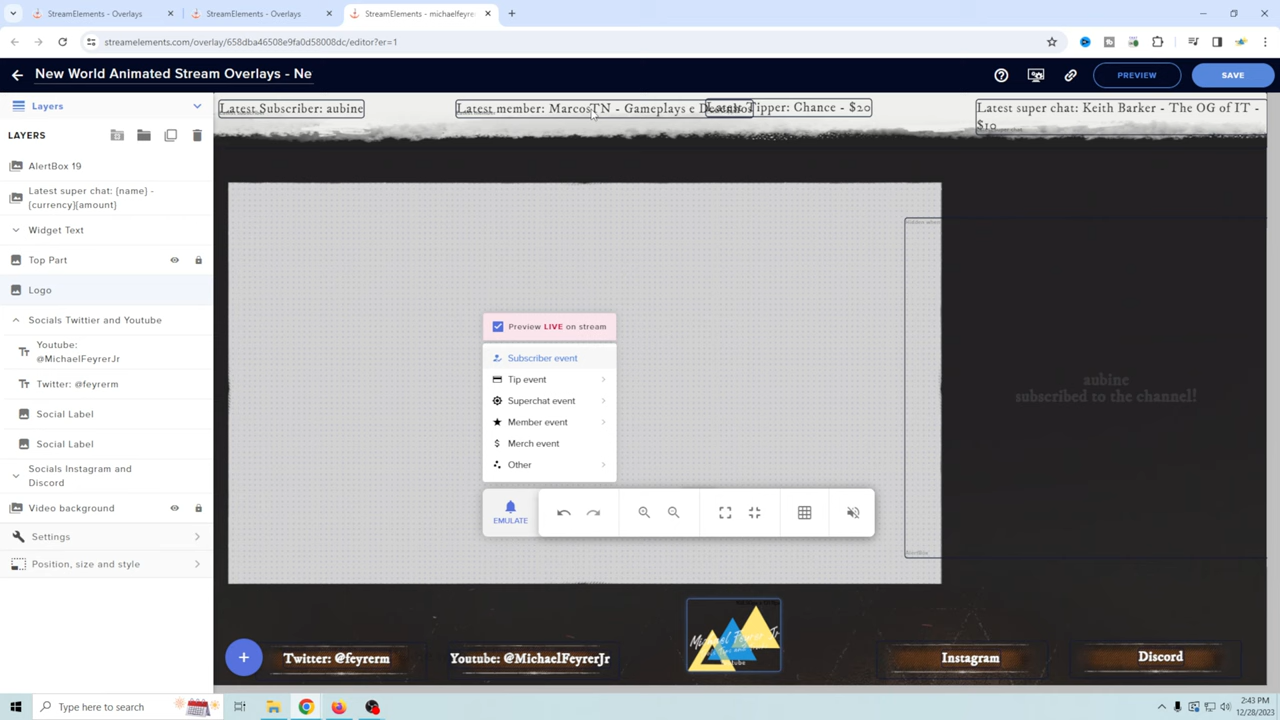 StreamElements - Overlays
StreamElements - Overlays
StreamElements - michaelfeyre
streamelements.com/overlay/658dba46508e9fa0d58008dc/editor?er=1
New World Animated Stream Overlays - Ne
PREVIEW
SAVE
Layers
LAYERS
AlertBox 19
Latest super chat: {name} -
{currency}{amount}
Widget Text
Top Part
Logo
Socials Twittier and Youtube
Youtube:
@MichaelFeyrerJr
Twitter: @feyrerm
Social Label
Social Label
Socials Instagram and
Discord
Video background
Settings
Position, size and style
Latest Subscriber: aubine
Latest member: MarcosTN - Gameplays e
Tipper: Chance - $20
Latest super chat: Keith Barker - The OG of IT -
$10
aubine
subscribed to the channel!
AlertBox
Preview LIVE on stream
Subscriber event
Tip event
Superchat event
Member event
Merch event
Other
EMULATE
Michael Feyrer Jr
Twitter: @feyrerm
Youtube: @MichaelFeyrerJr
Instagram
Discord
Type here to search
2:43 PM
12/28/2023